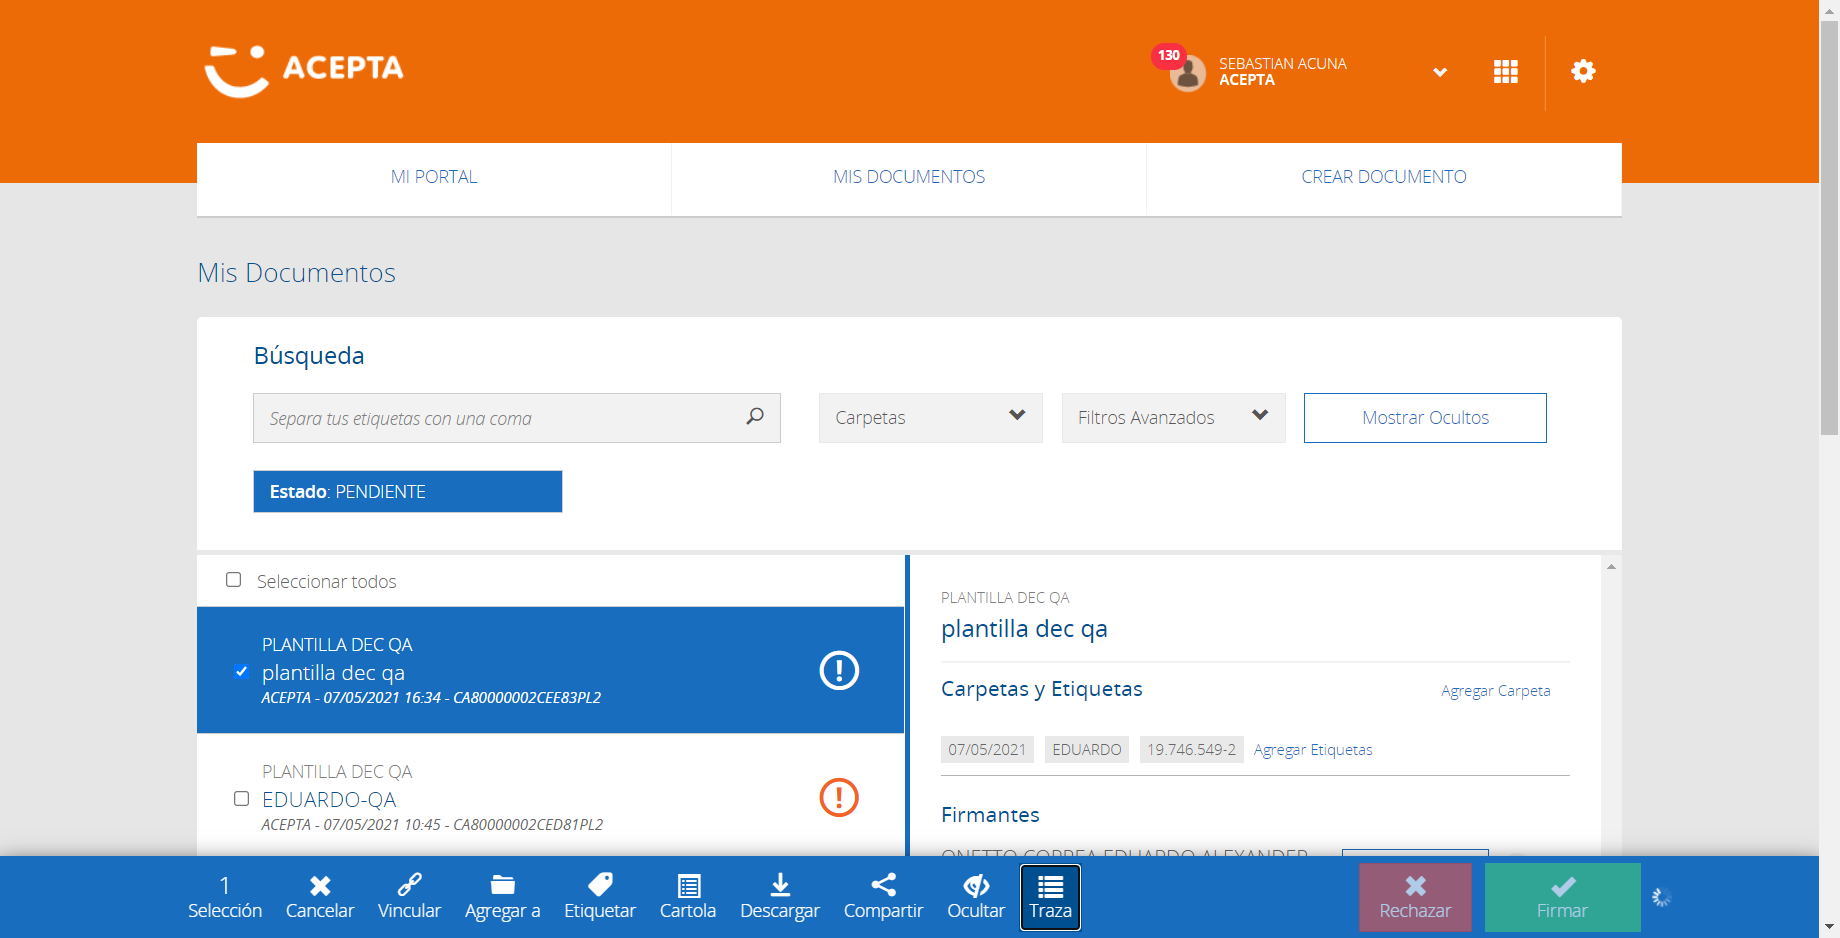 ACEPTA
130
SEBASTIAN ACUNA
ACEPTA
MI PORTAL
MIS DOCUMENTOS
CREAR DOCUMENTO
Mis Documentos
Búsqueda
Separa tus etiquetas con una coma
Carpetas
Filtros Avanzados
Mostrar Ocultos
Estado: PENDIENTE
Seleccionar todos
PLANTILLA DEC QA
plantilla dec qa
ACEPTA - 07/05/2021 16:34 - CA80000002CEE83PL2
PLANTILLA DEC QA
EDUARDO-QA
ACEPTA - 07/05/2021 10:45 - CA80000002CED81PL2
PLANTILLA DEC QA
plantilla dec qa
Carpetas y Etiquetas
Agregar Carpeta
07/05/2021
EDUARDO
19.746.549-2
Agregar Etiquetas
Firmantes
ONETTO CORREA EDUARDO ALEXANDER
1
Selección
Cancelar
Vincular
Agregar a
Etiquetar
Cartola
Descargar
Compartir
Ocultar
Traza
Rechazar
Firmar